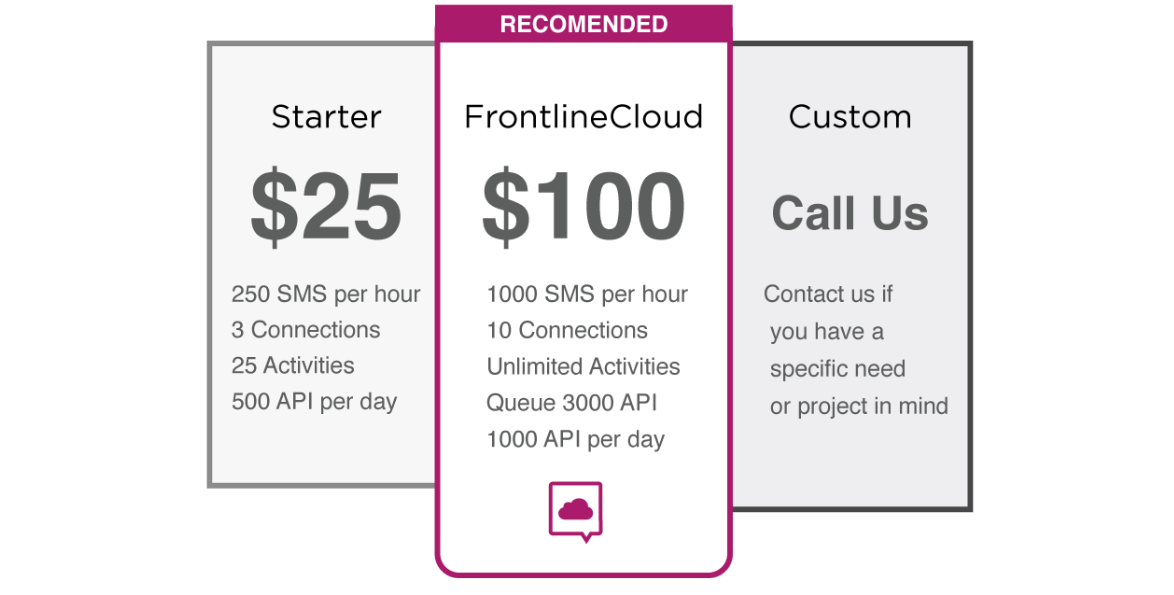 RECOMENDED
Starter
$25
250 SMS per hour
3 Connections
25 Activities
500 API per day
FrontlineCloud
$100
1000 SMS per hour
10 Connections
Unlimited Activities
Queue 3000 API
1000 API per day
Custom
Call Us
Contact us if
you have a
specific need
or project in mind